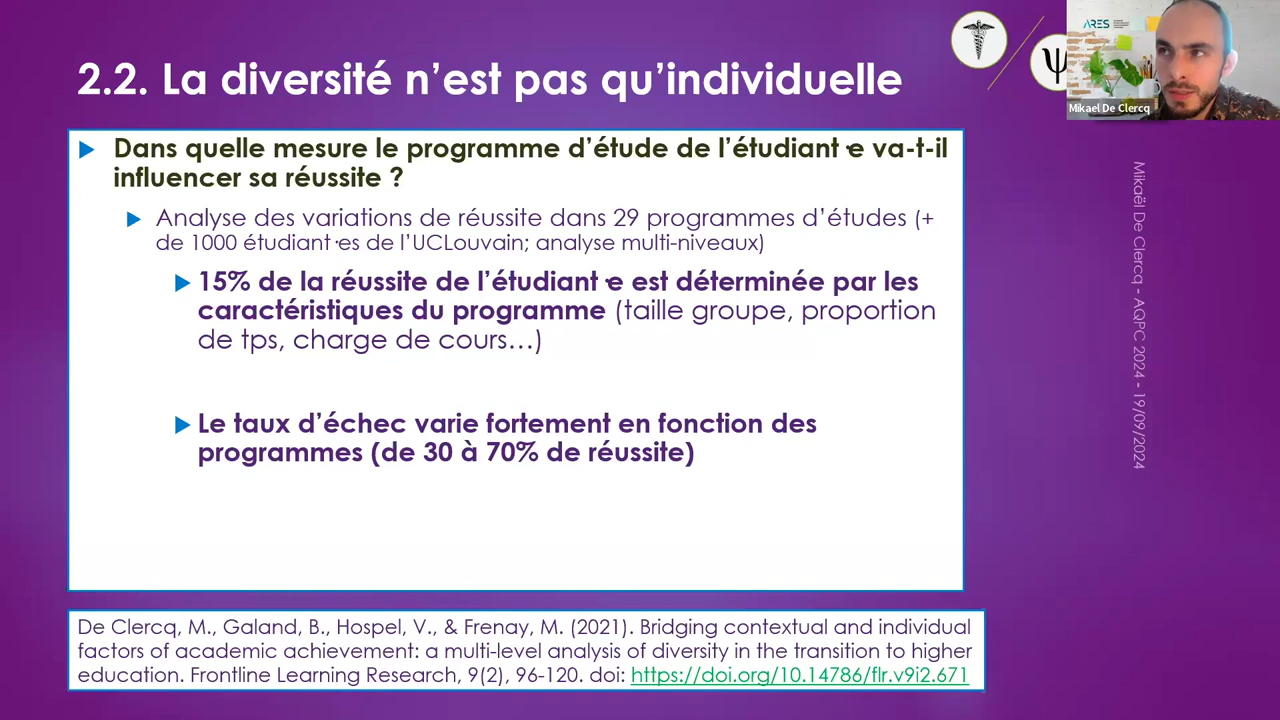 2.2. La diversité n’est pas qu’individuelle
Ψ
ARES
Mikael De Clercq
Dans quelle mesure le programme d’étude de l’étudiant·e va-t-il
influencer sa réussite ?
Analyse des variations de réussite dans 29 programmes d’études (+
de 1000 étudiant·es de l’UCLouvain; analyse multi-niveaux)
15% de la réussite de l’étudiant·e est déterminée par les
caractéristiques du programme (taille groupe, proportion
de tps, charge de cours…)
Le taux d’échec varie fortement en fonction des
programmes (de 30 à 70% de réussite)
Mikaël De Clercq - AQPC 2024 - 19/09/2024
De Clercq, M., Galand, B., Hospel, V., & Frenay, M. (2021). Bridging contextual and individual
factors of academic achievement: a multi-level analysis of diversity in the transition to higher
education. Frontline Learning Research, 9(2), 96-120. doi: https://doi.org/10.14786/flr.v9i2.671